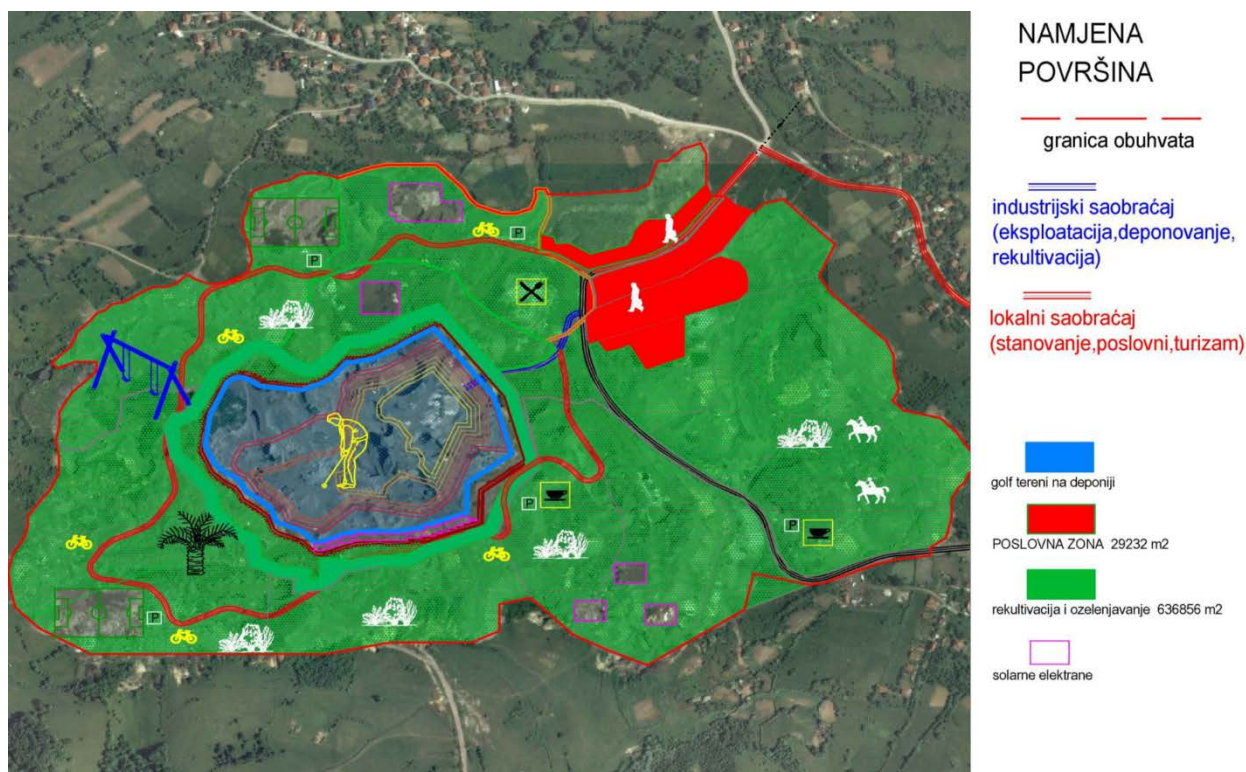 NAMJENA
POVRŠINA
granica obuhvata
industrijski saobraćaj
(eksploatacija,deponovanje,
rekultivacija)
lokalni saobraćaj
(stanovanje,poslovni,turizam)
golf tereni na deponiji
POSLOVNA ZONA 29232 m2
rekultivacija i ozelenjavanje 636856 m2
solarne elektrane
P
P
P
P
P